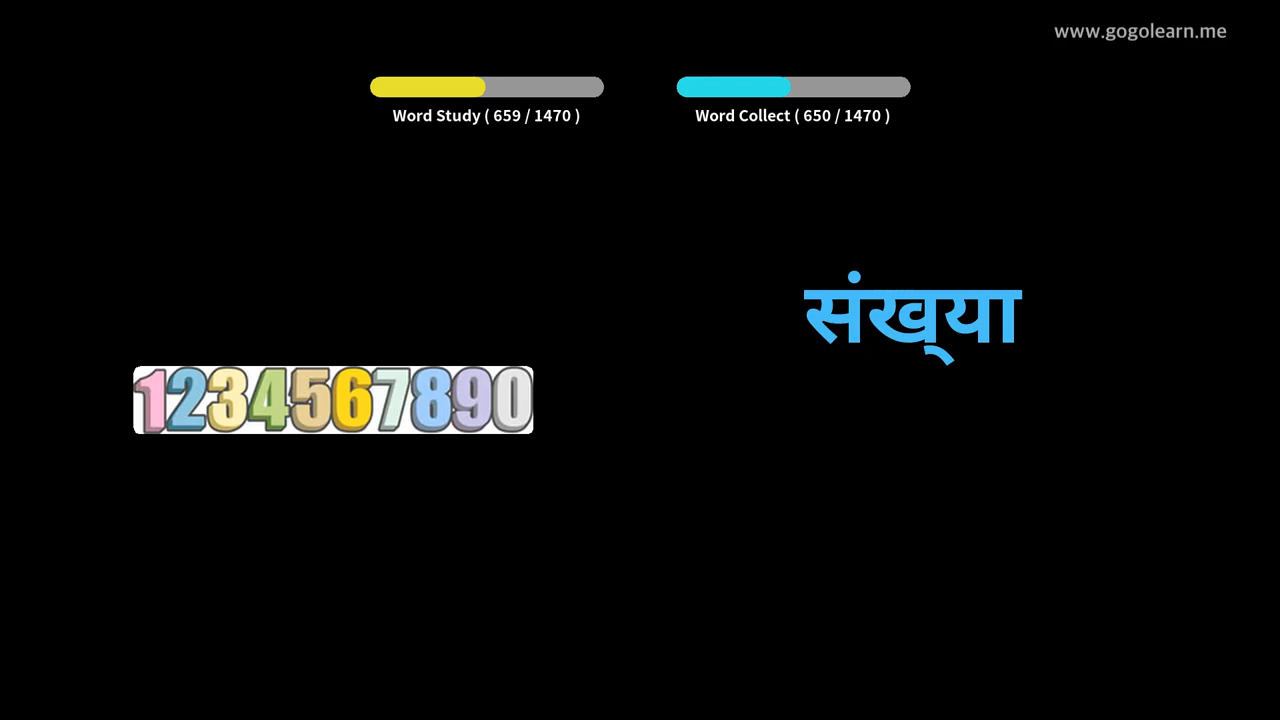 www.gogolearn.me
Word Study ( 659 / 1470 )
Word Collect ( 650 / 1470 )
संख्या
1234567890